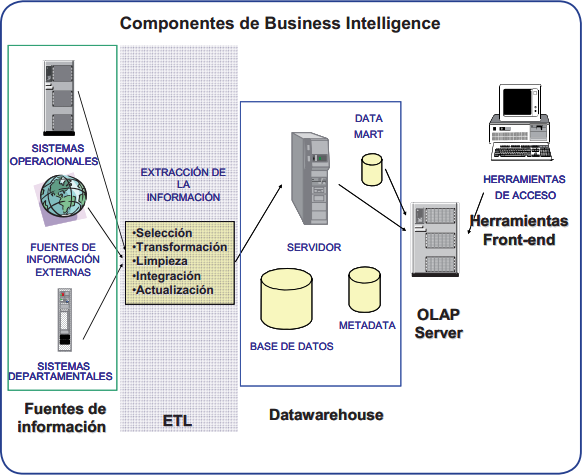 Componentes de Business Intelligence
SISTEMAS
OPERACIONALES
FUENTES DE
INFORMACIÓN
EXTERNAS
SISTEMAS
DEPARTAMENTALES
Fuentes de
información
EXTRACCIÓN DE
LA
INFORMACIÓN
•Selección
•Transformación
•Limpieza
•Integración
•Actualización
ETL
DATA
MART
SERVIDOR
BASE DE DATOS
METADATA
Datawarehouse
OLAP
Server
HERRAMIENTAS
DE ACCESO
Herramientas
Front-end